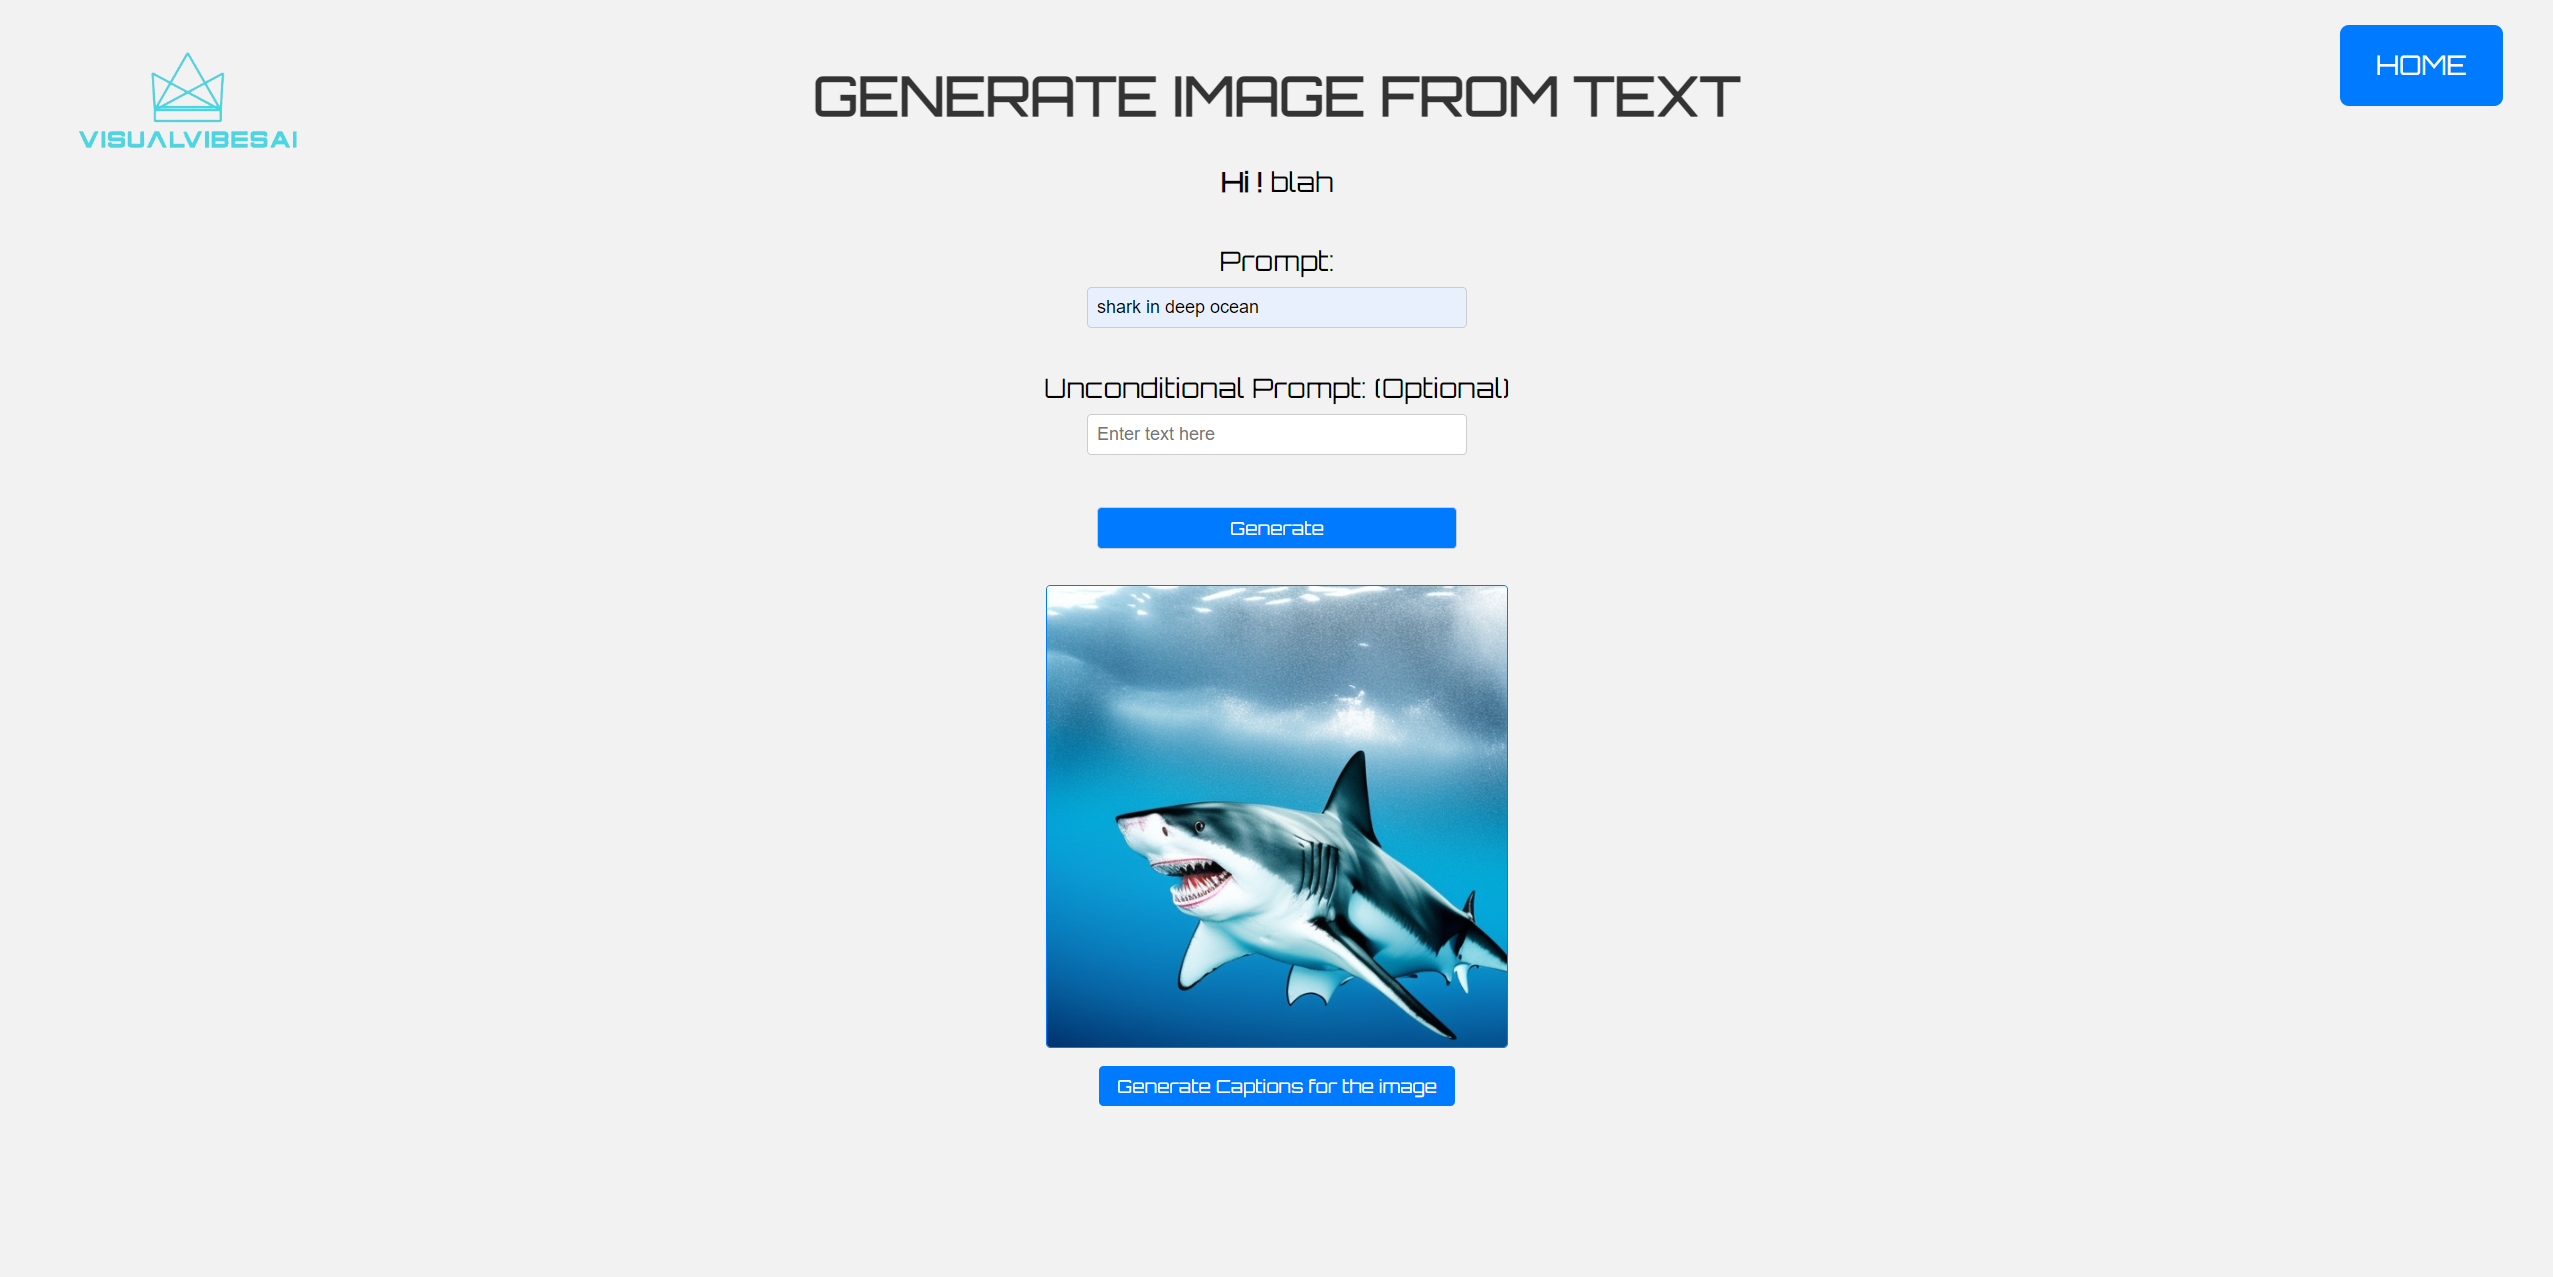 VISUALVIBESAI
HOME
GENERATE IMAGE FROM TEXT
Hi ! blah
Prompt:
shark in deep ocean
Unconditional Prompt: (Optional)
Enter text here
Generate
Generate Captions for the image